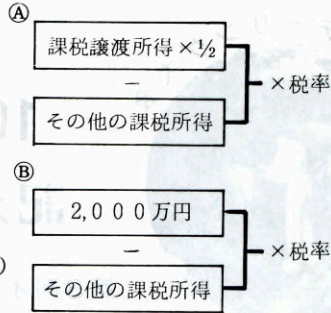 Ⓐ
課税譲渡所得×½
−
その他の課税所得
×税率
Ⓑ
2,000万円
−
その他の課税所得
×税率
)